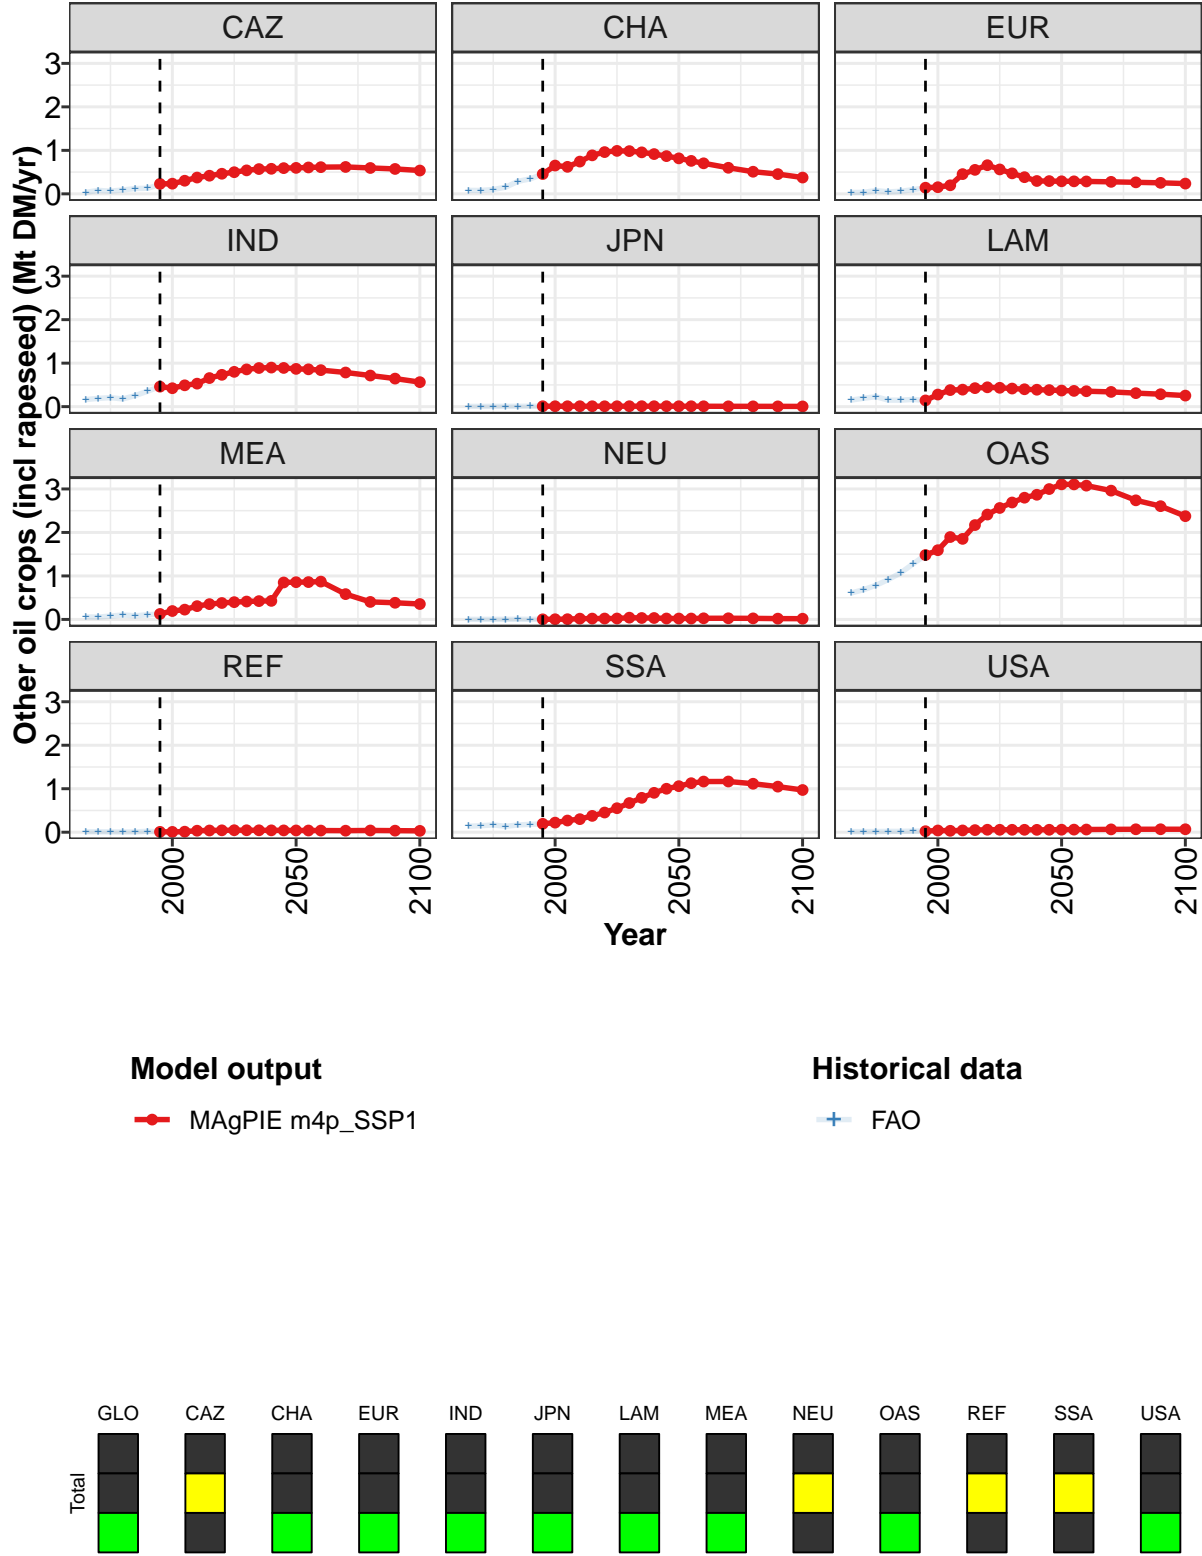 CAZ CHA EUR
3
2
1
0
IND JPN LAM
3
2
1
0
MEA NEU OAS
3
2
1
0
REF SSA USA
3
2
1
0
Other oil crops (incl rapeseed) (Mt DM/yr)
2000 2050 2100 2000 2050 2100 2000 2050 2100
Year
Model output Historical data
MAgPIE m4p_SSP1 FAO
GLO CAZ CHA EUR IND JPN LAM MEA NEU OAS REF SSA USA
Total